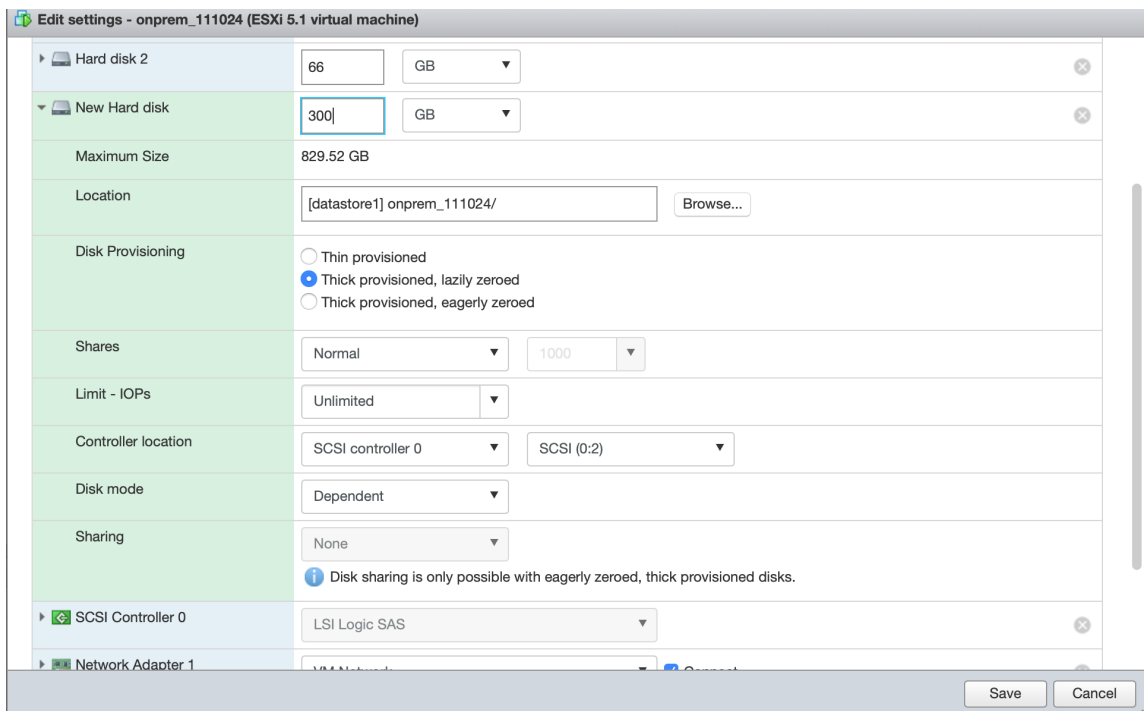 Edit settings - onprem_111024 (ESXi 5.1 virtual machine)
Hard disk 2 66 GB
New Hard disk 300 GB
Maximum Size 829.52 GB
Location [datastore1] onprem_111024/ Browse...
Disk Provisioning Thin provisioned
Thick provisioned, lazily zeroed
Thick provisioned, eagerly zeroed
Shares Normal 1000
Limit - IOPs Unlimited
Controller location SCSI controller 0 SCSI (0:2)
Disk mode Dependent
Sharing None
Disk sharing is only possible with eagerly zeroed, thick provisioned disks.
SCSI Controller 0 LSI Logic SAS
Network Adapter 1 VM Network Connect
Save Cancel